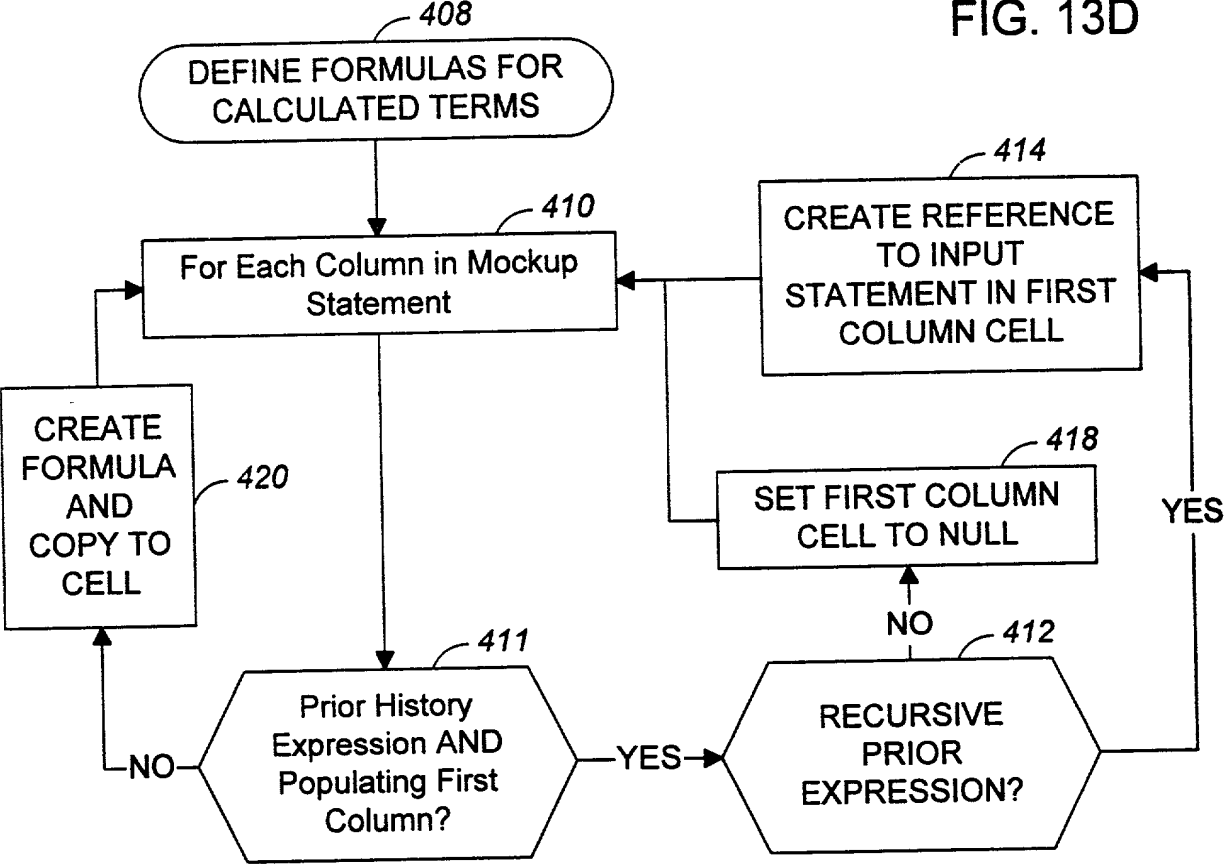 FIG. 13D
408
DEFINE FORMULAS FOR
CALCULATED TERMS
410
For Each Column in Mockup
Statement
414
CREATE REFERENCE
TO INPUT
STATEMENT IN FIRST
COLUMN CELL
CREATE
FORMULA
AND
COPY TO
CELL
420
418
SET FIRST COLUMN
CELL TO NULL
YES
NO
411
Prior History
Expression AND
Populating First
Column?
NO
YES
412
RECURSIVE
PRIOR
EXPRESSION?